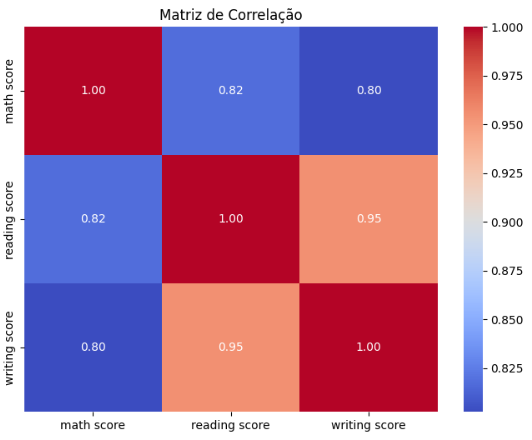 Matriz de Correlação
math score
1.00
0.82
0.80
reading score
0.82
1.00
0.95
writing score
0.80
0.95
1.00
math score
reading score
writing score
1.000
0.975
0.950
0.925
0.900
0.875
0.850
0.825